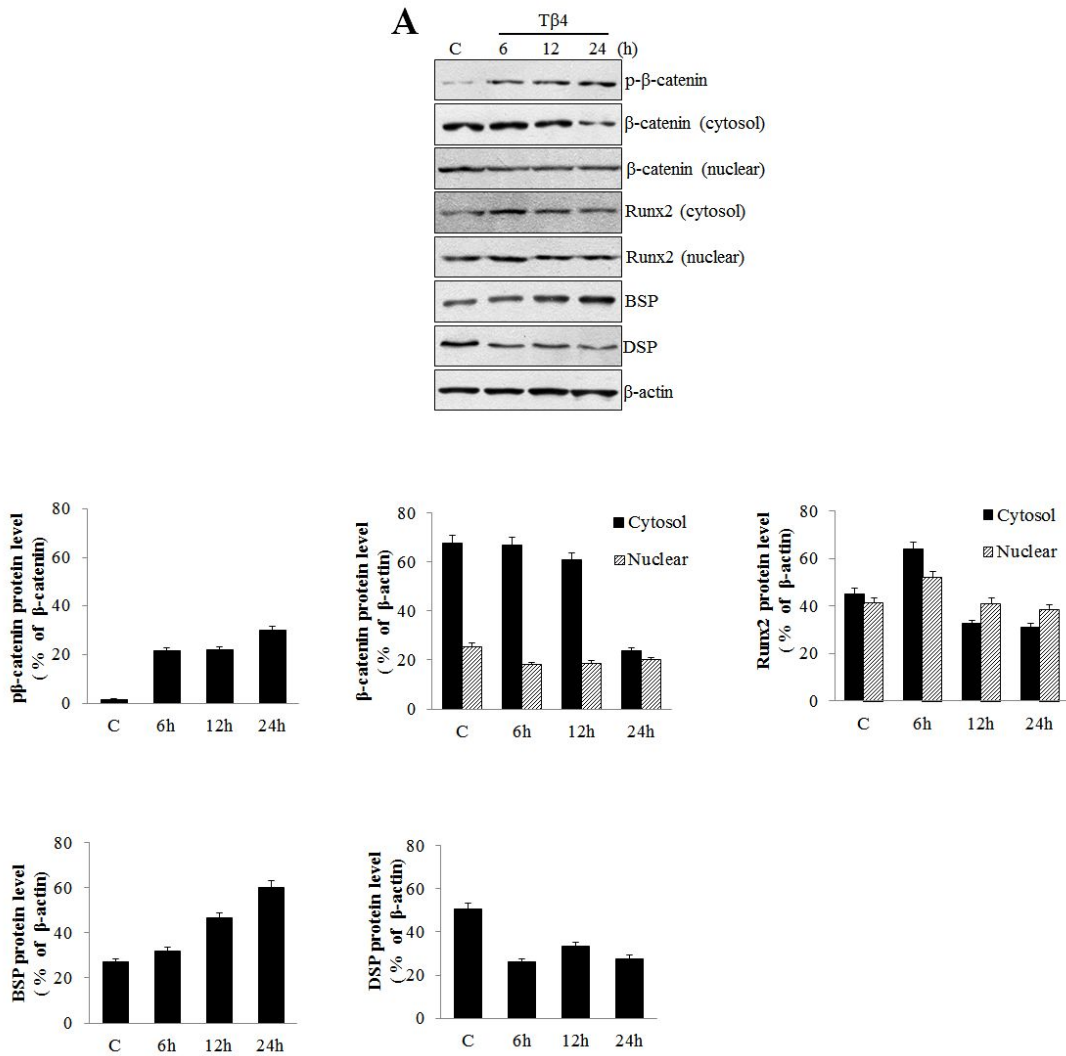 A
Tβ4
C 6 12 24 (h)
p-β-catenin
β-catenin (cytosol)
β-catenin (nuclear)
Runx2 (cytosol)
Runx2 (nuclear)
BSP
DSP
β-actin
pβ-catenin protein level
( % of β-catenin)
80
60
40
20
0
C 6h 12h 24h
β-catenin protein level
( % of β-actin)
80
60
40
20
0
Cytosol
Nuclear
C 6h 12h 24h
Runx2 protein level
( % of β-actin)
80
60
40
20
0
Cytosol
Nuclear
C 6h 12h 24h
BSP protein level
( % of β-actin)
80
60
40
20
0
C 6h 12h 24h
DSP protein level
( % of β-actin)
80
60
40
20
0
C 6h 12h 24h